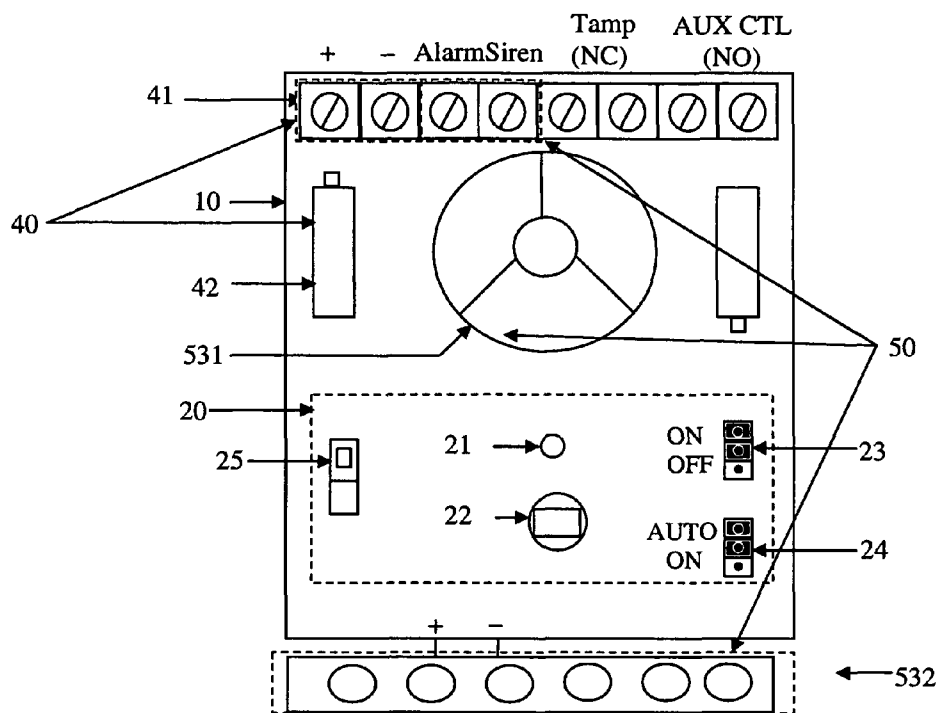 Tamp AUX CTL
+ − AlarmSiren (NC) (NO)
41
10
40
42
531
50
20
21
ON
23
25
OFF
22
AUTO
24
ON
+ −
532